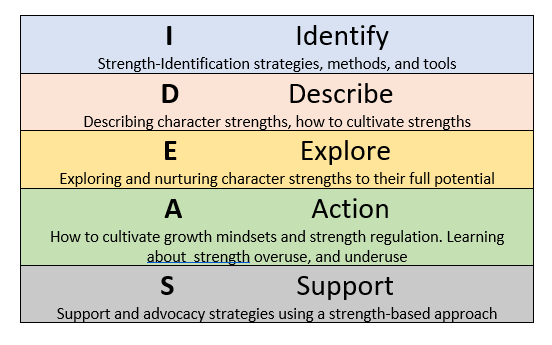 I Identify
Strength-Identification strategies, methods, and tools
D Describe
Describing character strengths, how to cultivate strengths
E Explore
Exploring and nurturing character strengths to their full potential
A Action
How to cultivate growth mindsets and strength regulation. Learning
about  strength overuse, and underuse
S Support
Support and advocacy strategies using a strength-based approach